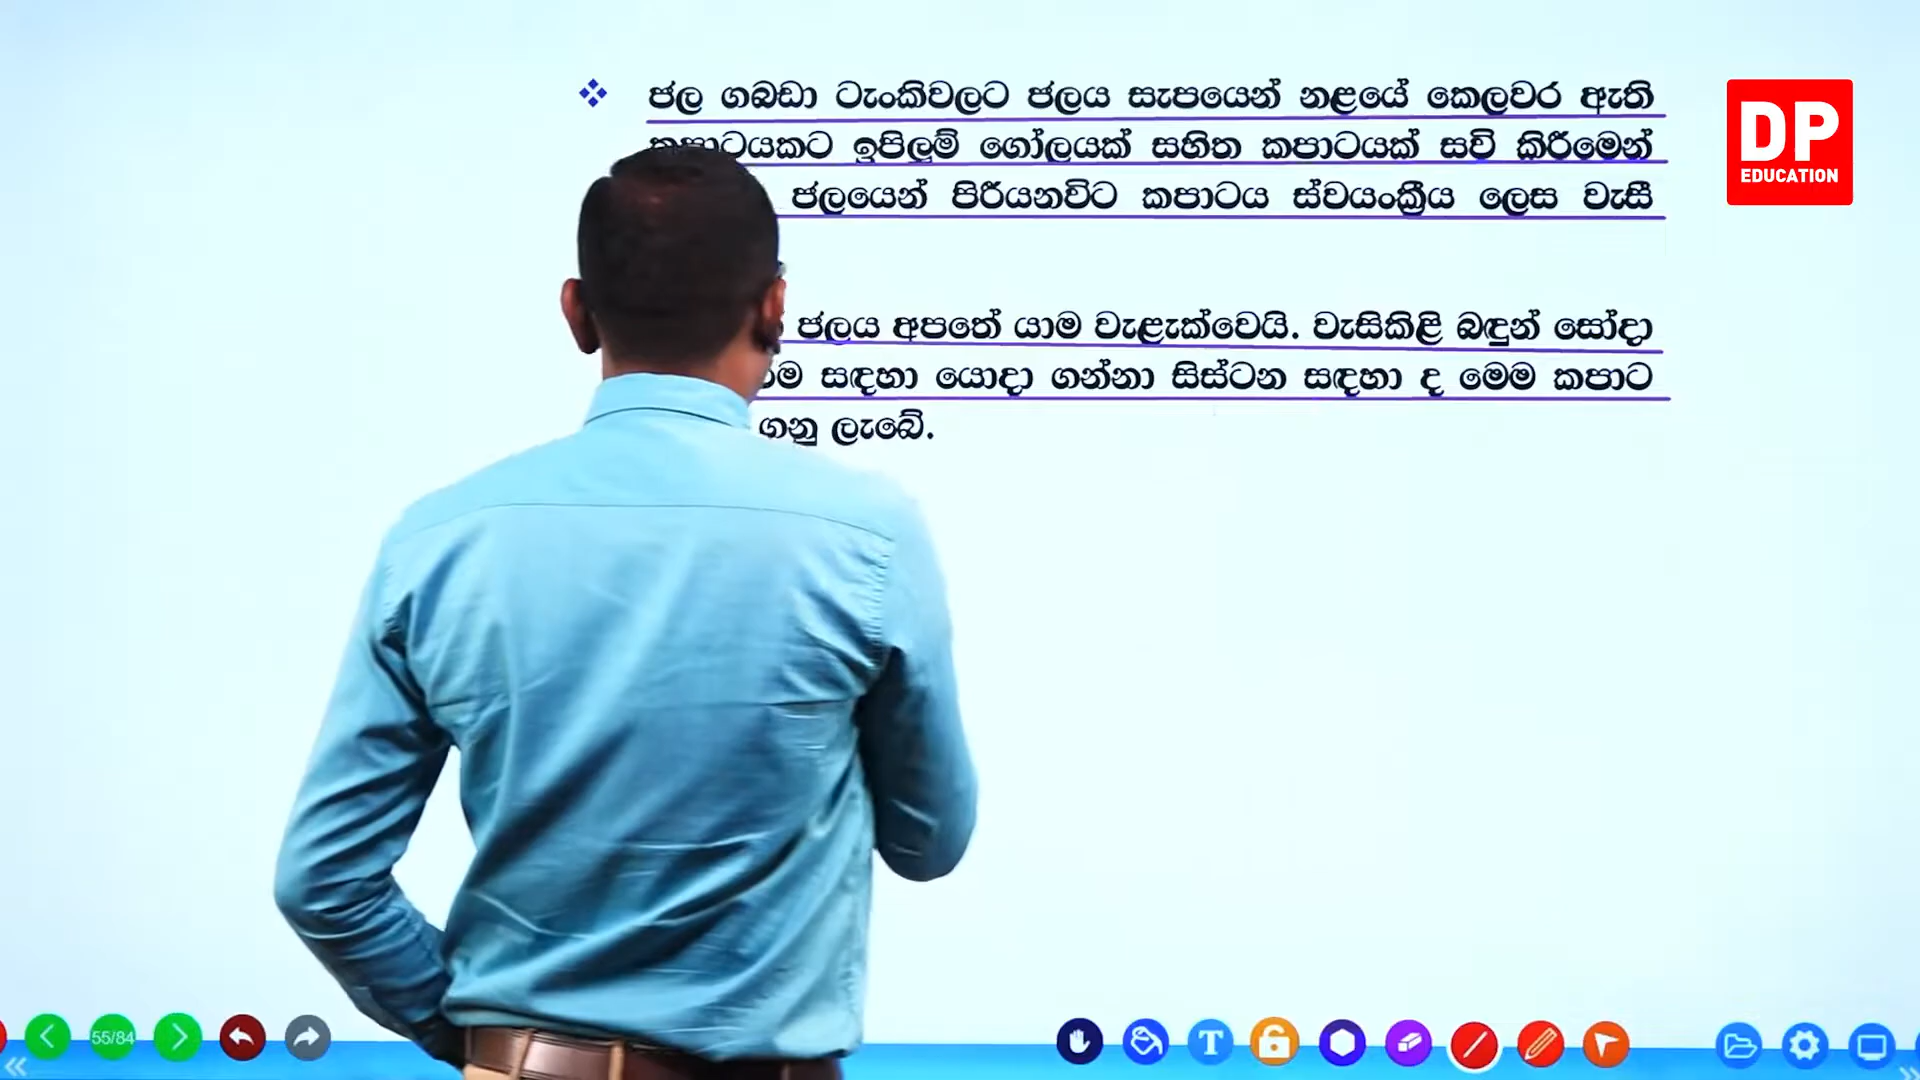 ජල ගබඩා ටැංකිවලට ජලය සැපයෙන් නළයේ කෙලවර ඇති
ඉපිලුම් ගෝලයක් සහිත කපාටයක් සවි කිරීමෙන්
ජලයෙන් පිරීයනවිට කපාටය ස්වයංක්‍රීය ලෙස වැසී
ජලය අපතේ යාම වැළැක්වෙයි. වැසිකිළි බඳුන් සෝදා
සඳහා යොදා ගන්නා සිස්ටන සඳහා ද මෙම කපාට
ගනු ලැබේ.
DP
EDUCATION
55/84
T